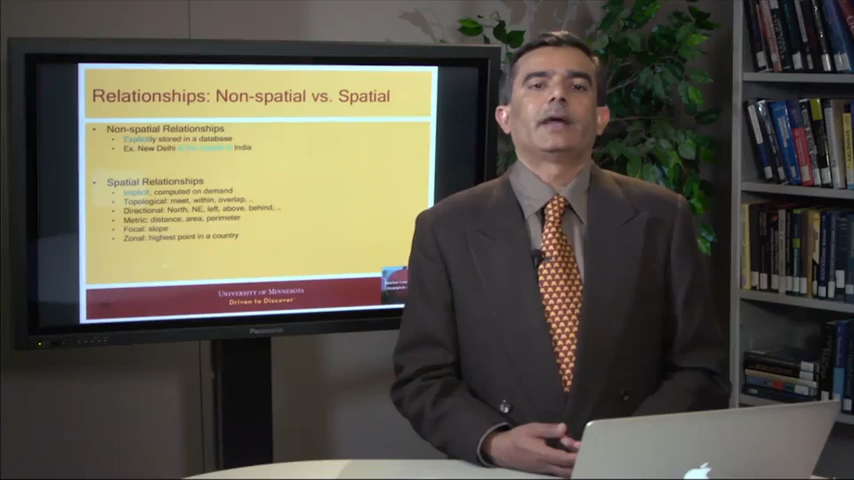 Relationships: Non-spatial vs. Spatial
• Non-spatial Relationships
• Explicitly stored in a database
• Ex. New Delhi is the capital of India
• Spatial Relationships
• Implicit, computed on demand
• Topological: meet, within, overlap, ..
• Directional: North, NE, left, above, behind, ..
• Metric: distance, area, perimeter
• Focal: slope
• Zonal: highest point in a country
UNIVERSITY OF MINNESOTA
Driven to Discover
Panasonic